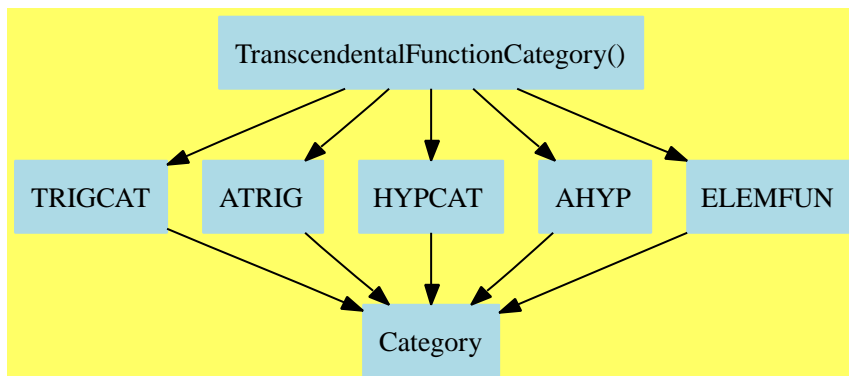 TranscendentalFunctionCategory()
TRIGCAT
ATRIG
HYPCAT
AHYP
ELEMFUN
Category